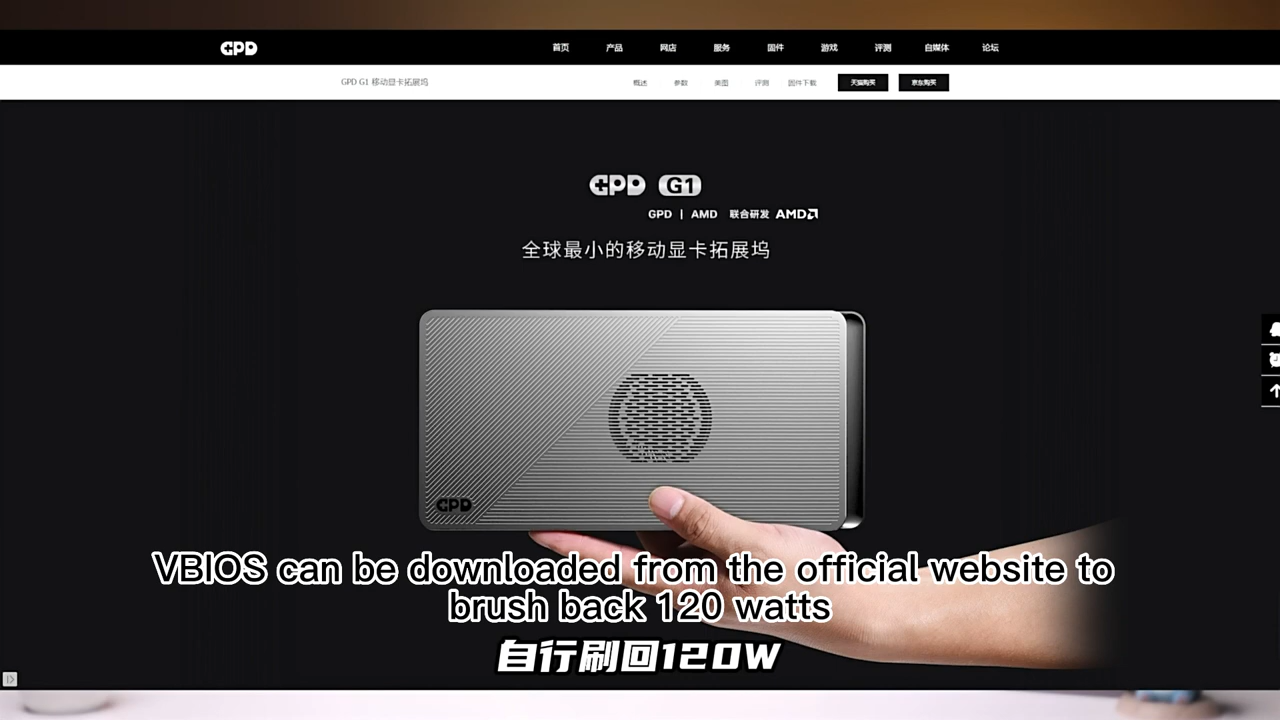 GPD 首页 产品 网店 服务 固件 游戏 评测 自媒体 论坛
GPD G1 移动显卡拓展坞 概述 参数 美图 评测 固件下载 天猫购买 京东购买
GPD G1
GPD | AMD 联合研发 AMD
全球最小的移动显卡拓展坞
GPD
VBIOS can be downloaded from the official website to
brush back 120 watts
自行刷回120W